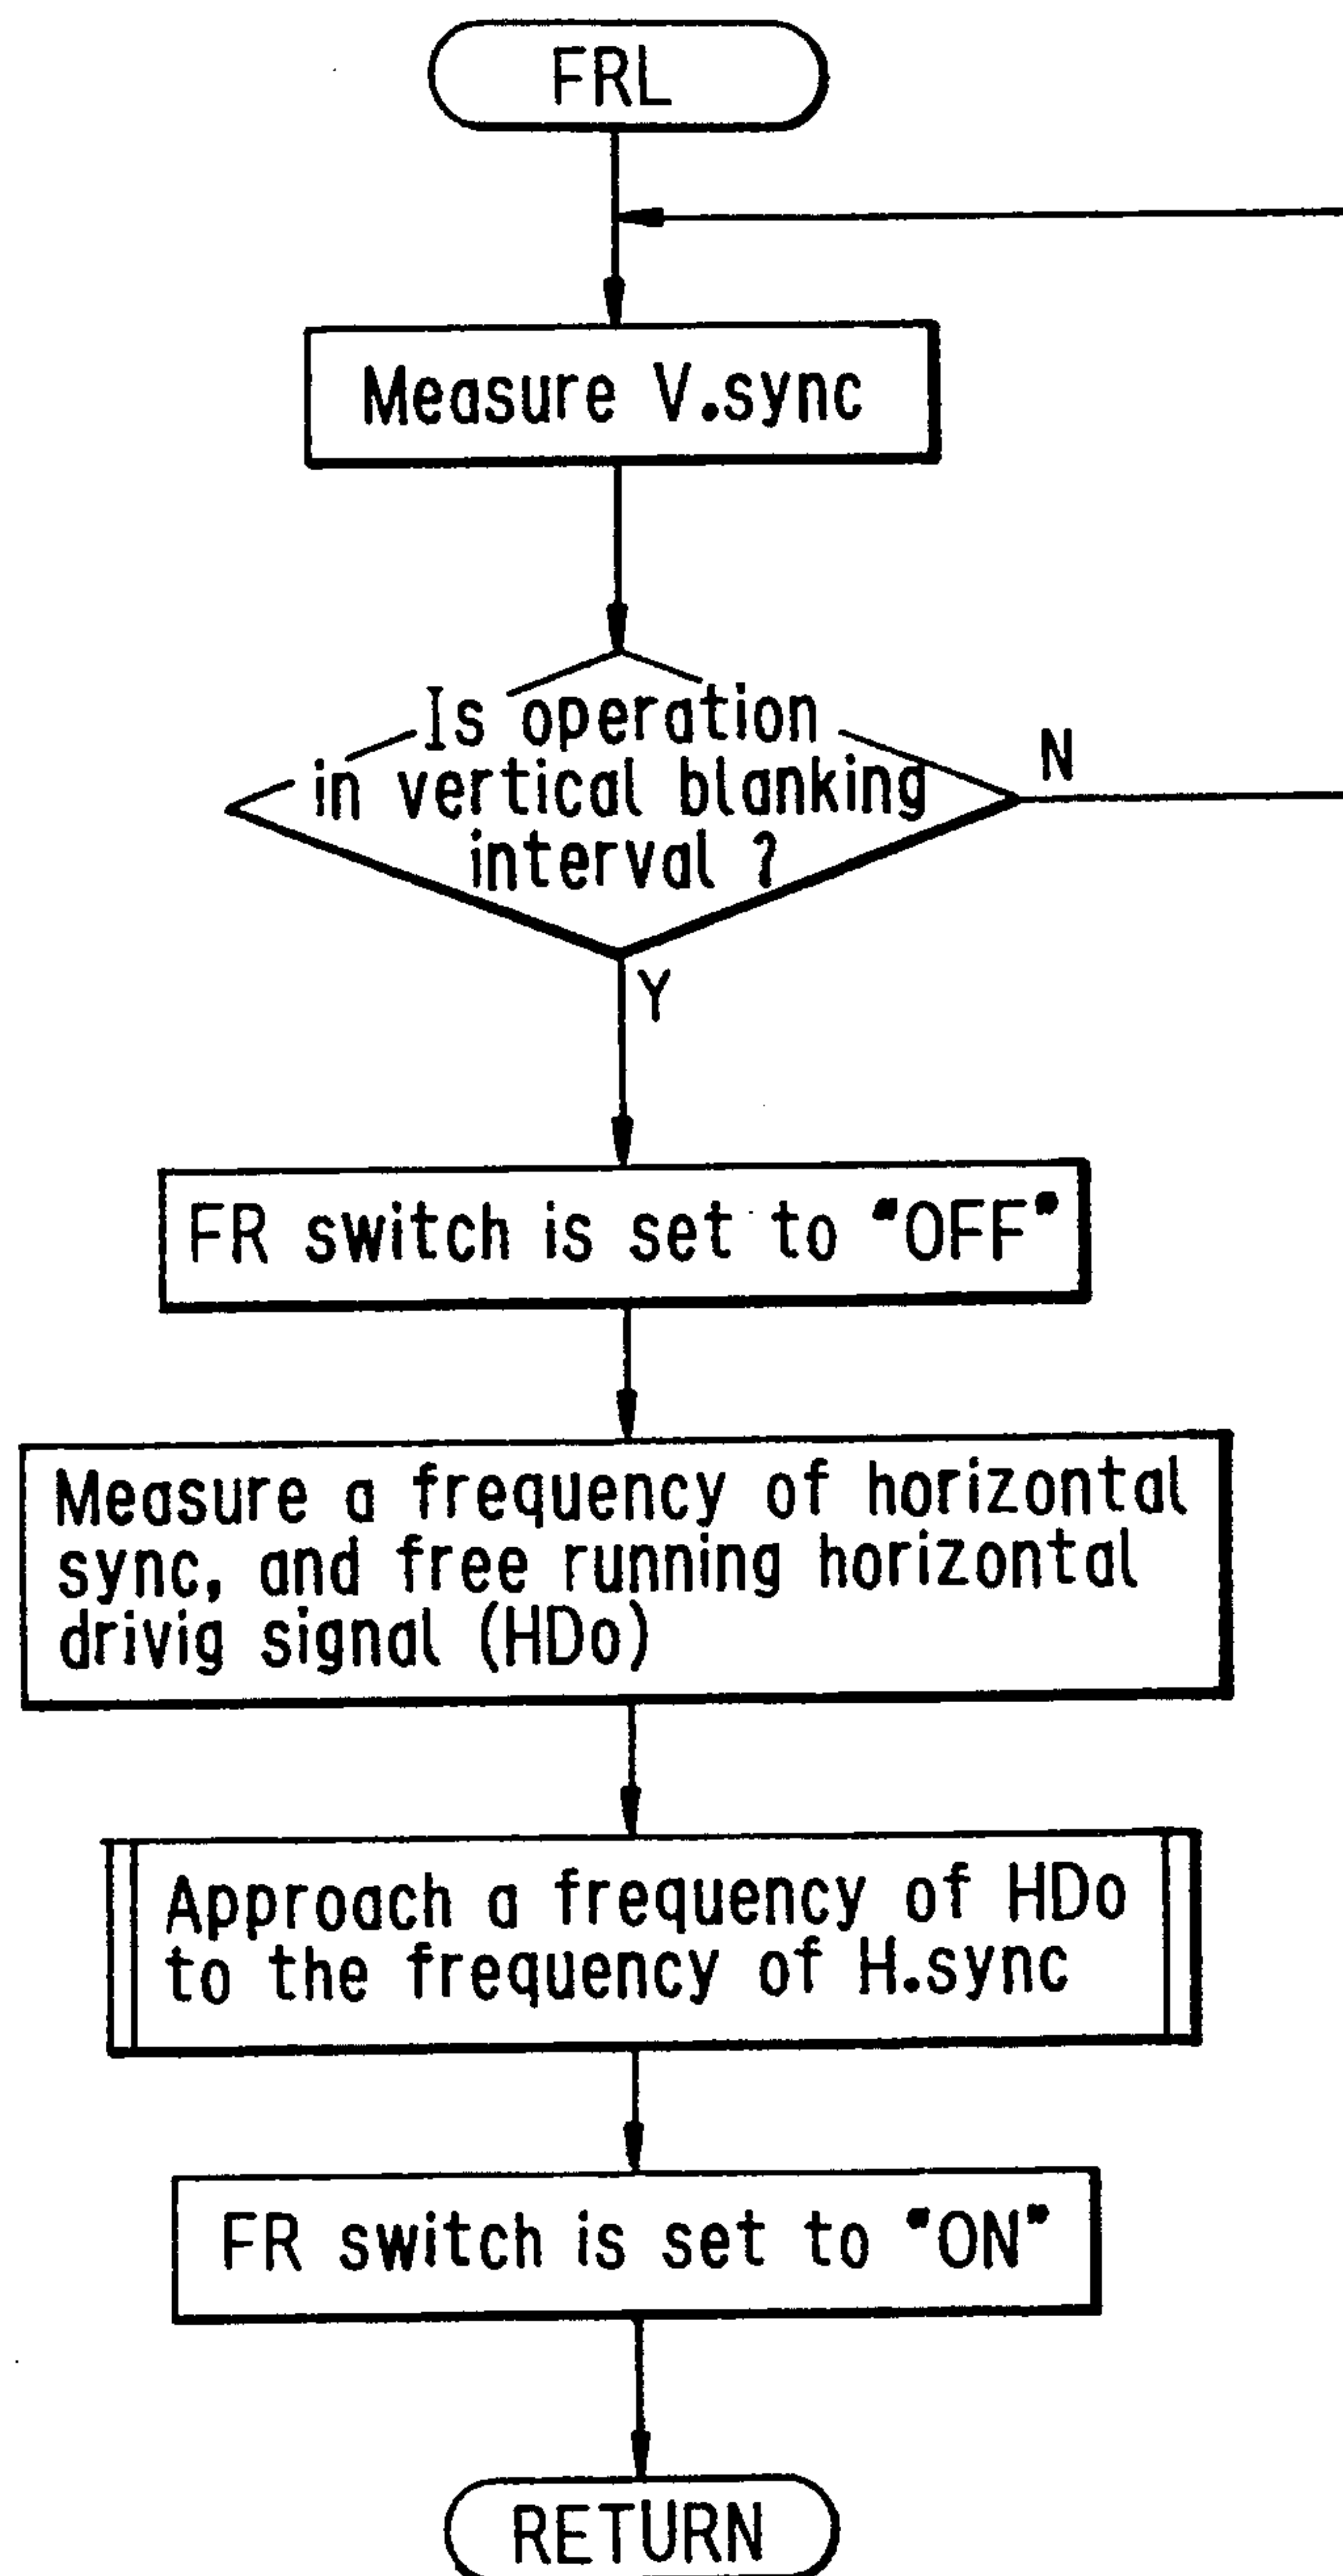 FRL
Measure V.sync
Is operation
in vertical blanking
interval ?
N
Y
FR switch is set to "OFF"
Measure a frequency of horizontal
sync, and free running horizontal
drivig signal (HDo)
Approach a frequency of HDo
to the frequency of H.sync
FR switch is set to "ON"
RETURN